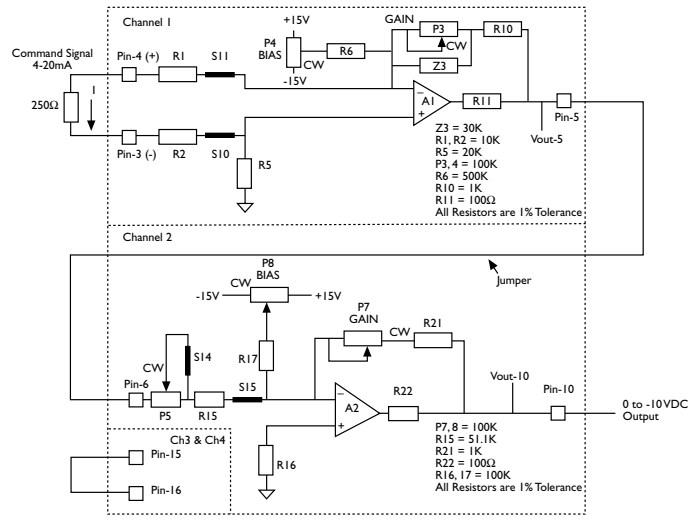 Channel 1
Command Signal
4-20mA
250Ω
I
Pin-4 (+)
R1
S11
Pin-3 (-)
R2
S10
R5
+15V
P4
BIAS
CW
-15V
R6
GAIN
P3
CW
R10
Z3
−
+
A1
R11
Pin-5
Vout-5
Z3 = 30K
R1, R2 = 10K
R5 = 20K
P3, 4 = 100K
R6 = 500K
R10 = 1K
R11 = 100Ω
All Resistors are 1% Tolerance
Channel 2
Jumper
P8
BIAS
CW
-15V
+15V
R17
P7
GAIN
CW
R21
Pin-6
CW
S14
P5
R15
S15
−
+
A2
R22
R16
Vout-10
Pin-10
0 to -10VDC
Output
P7, 8 = 100K
R15 = 51.1K
R21 = 1K
R22 = 100Ω
R16, 17 = 100K
All Resistors are 1% Tolerance
Ch3 & Ch4
Pin-15
Pin-16